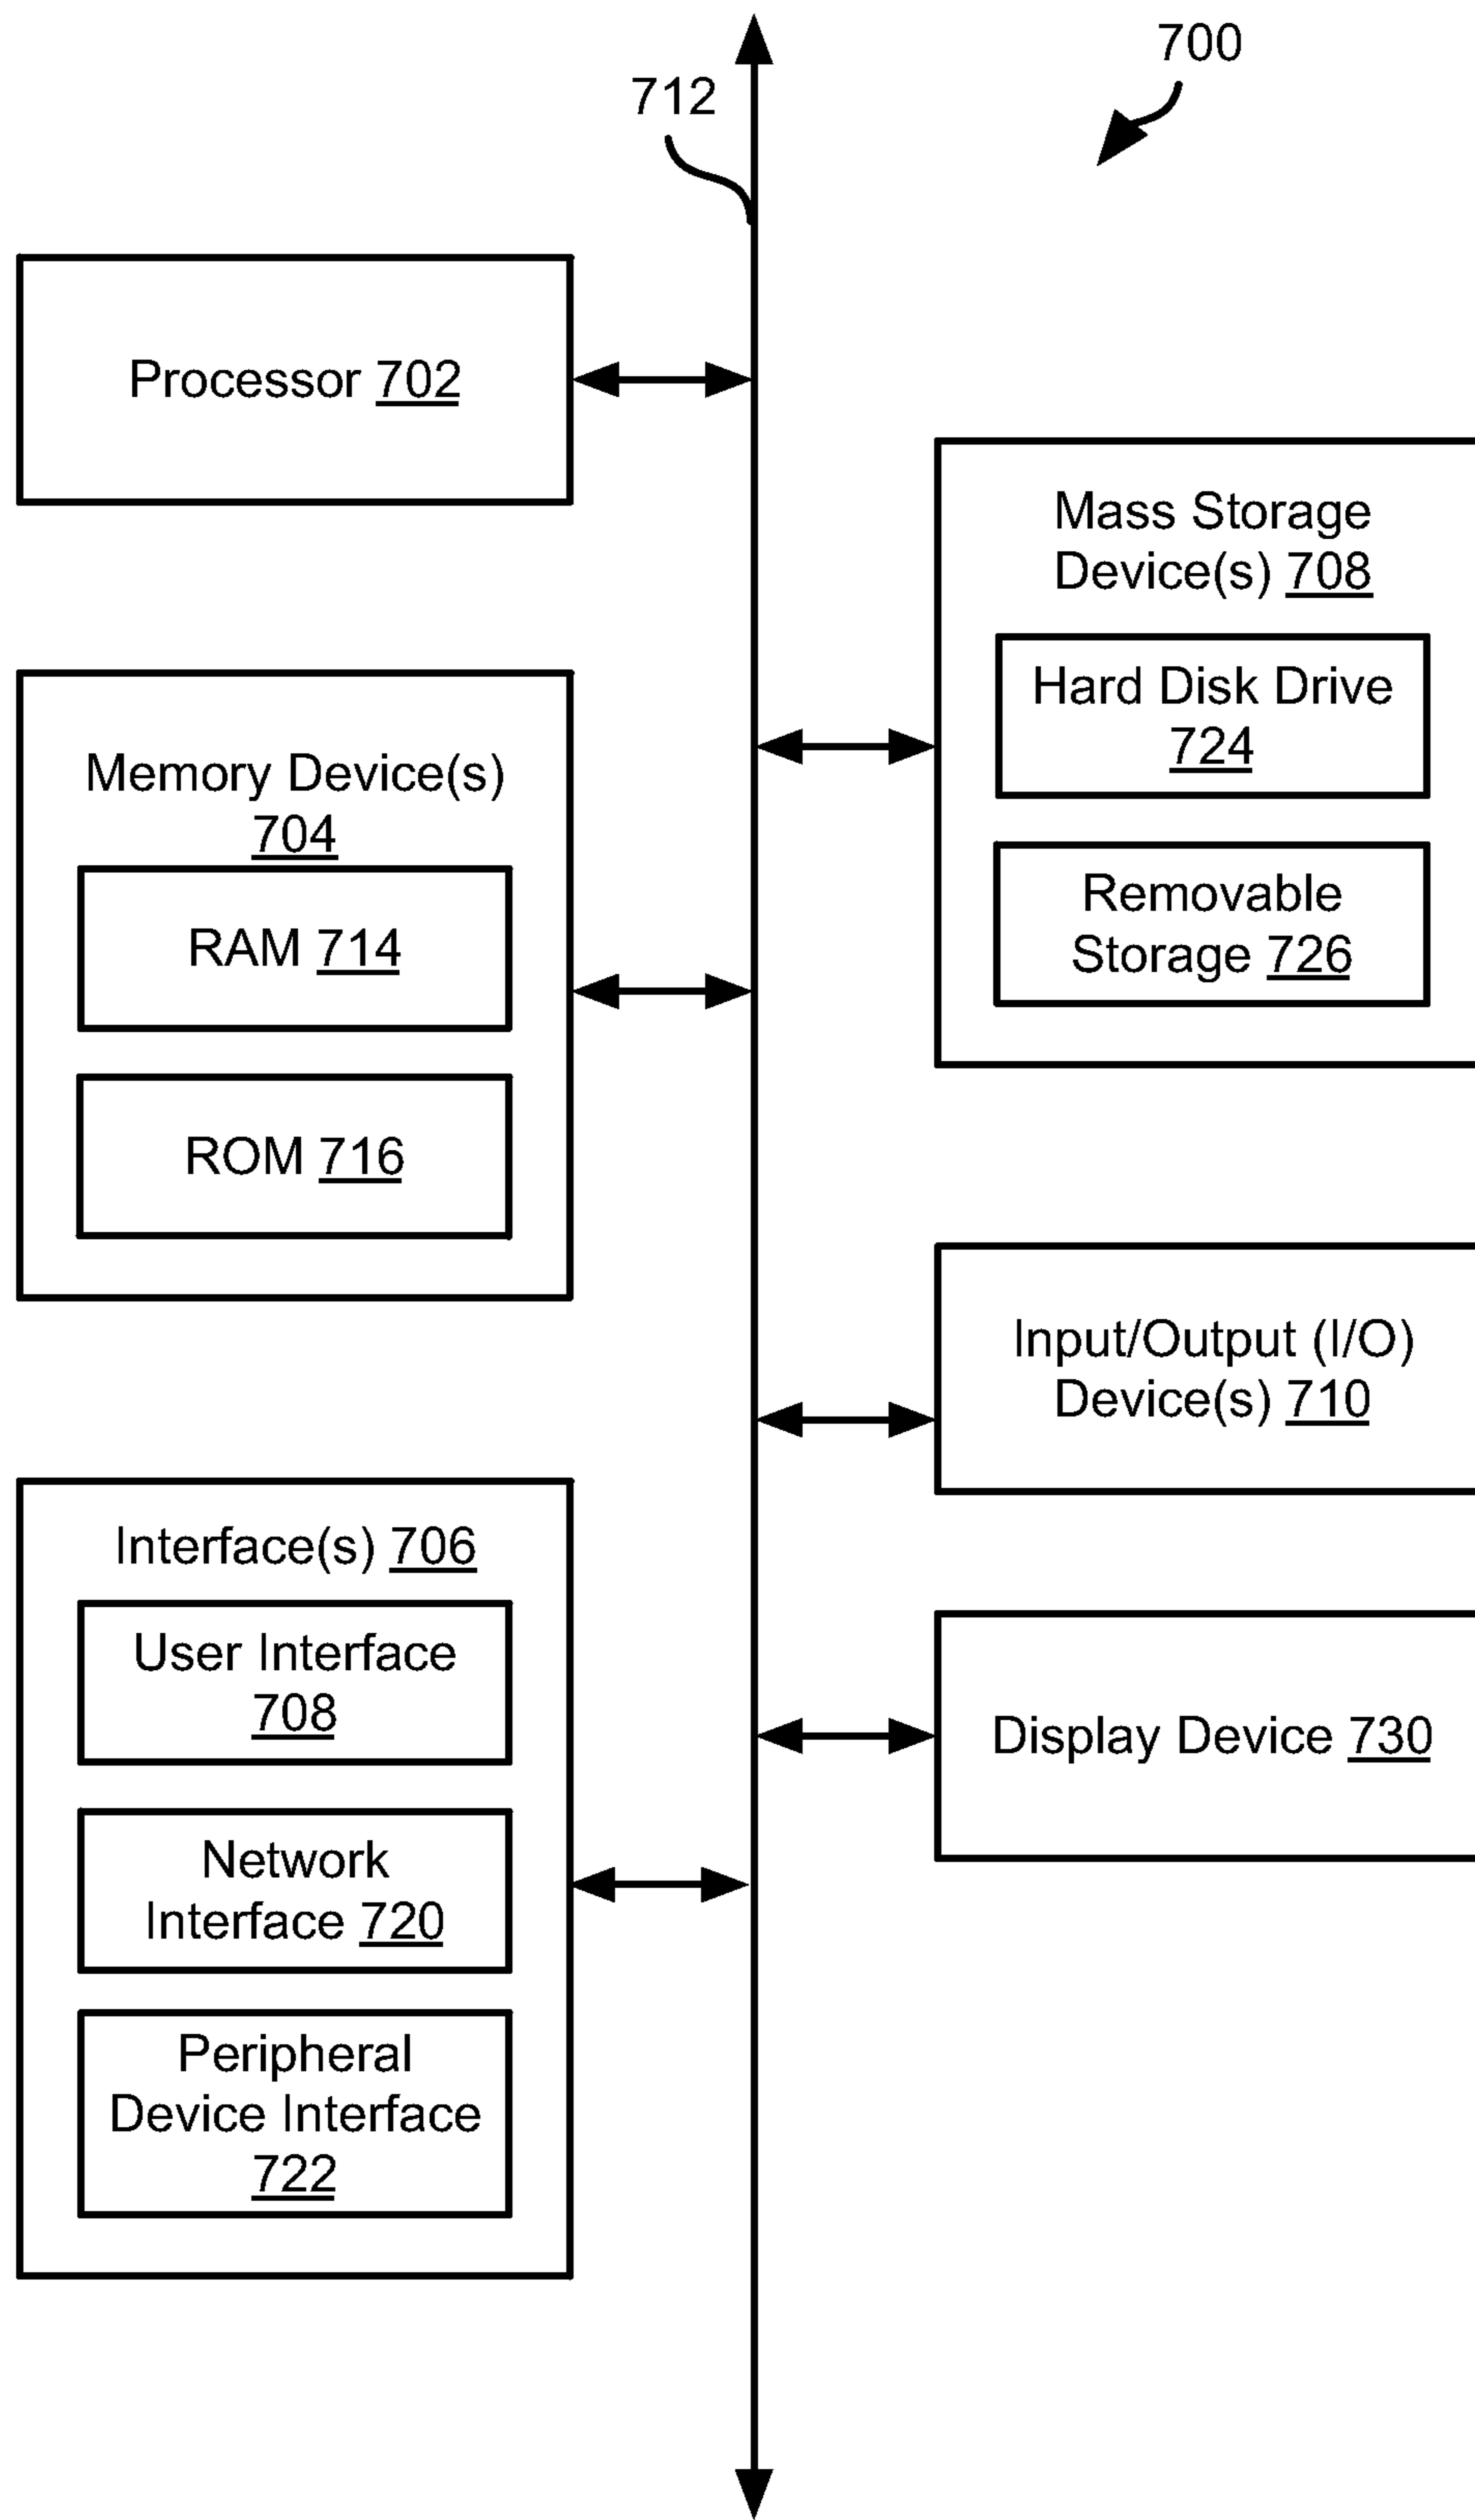 700
712
Processor 702
Memory Device(s)
704
RAM 714
ROM 716
Interface(s) 706
User Interface
708
Network
Interface 720
Peripheral
Device Interface
722
Mass Storage
Device(s) 708
Hard Disk Drive
724
Removable
Storage 726
Input/Output (I/O)
Device(s) 710
Display Device 730